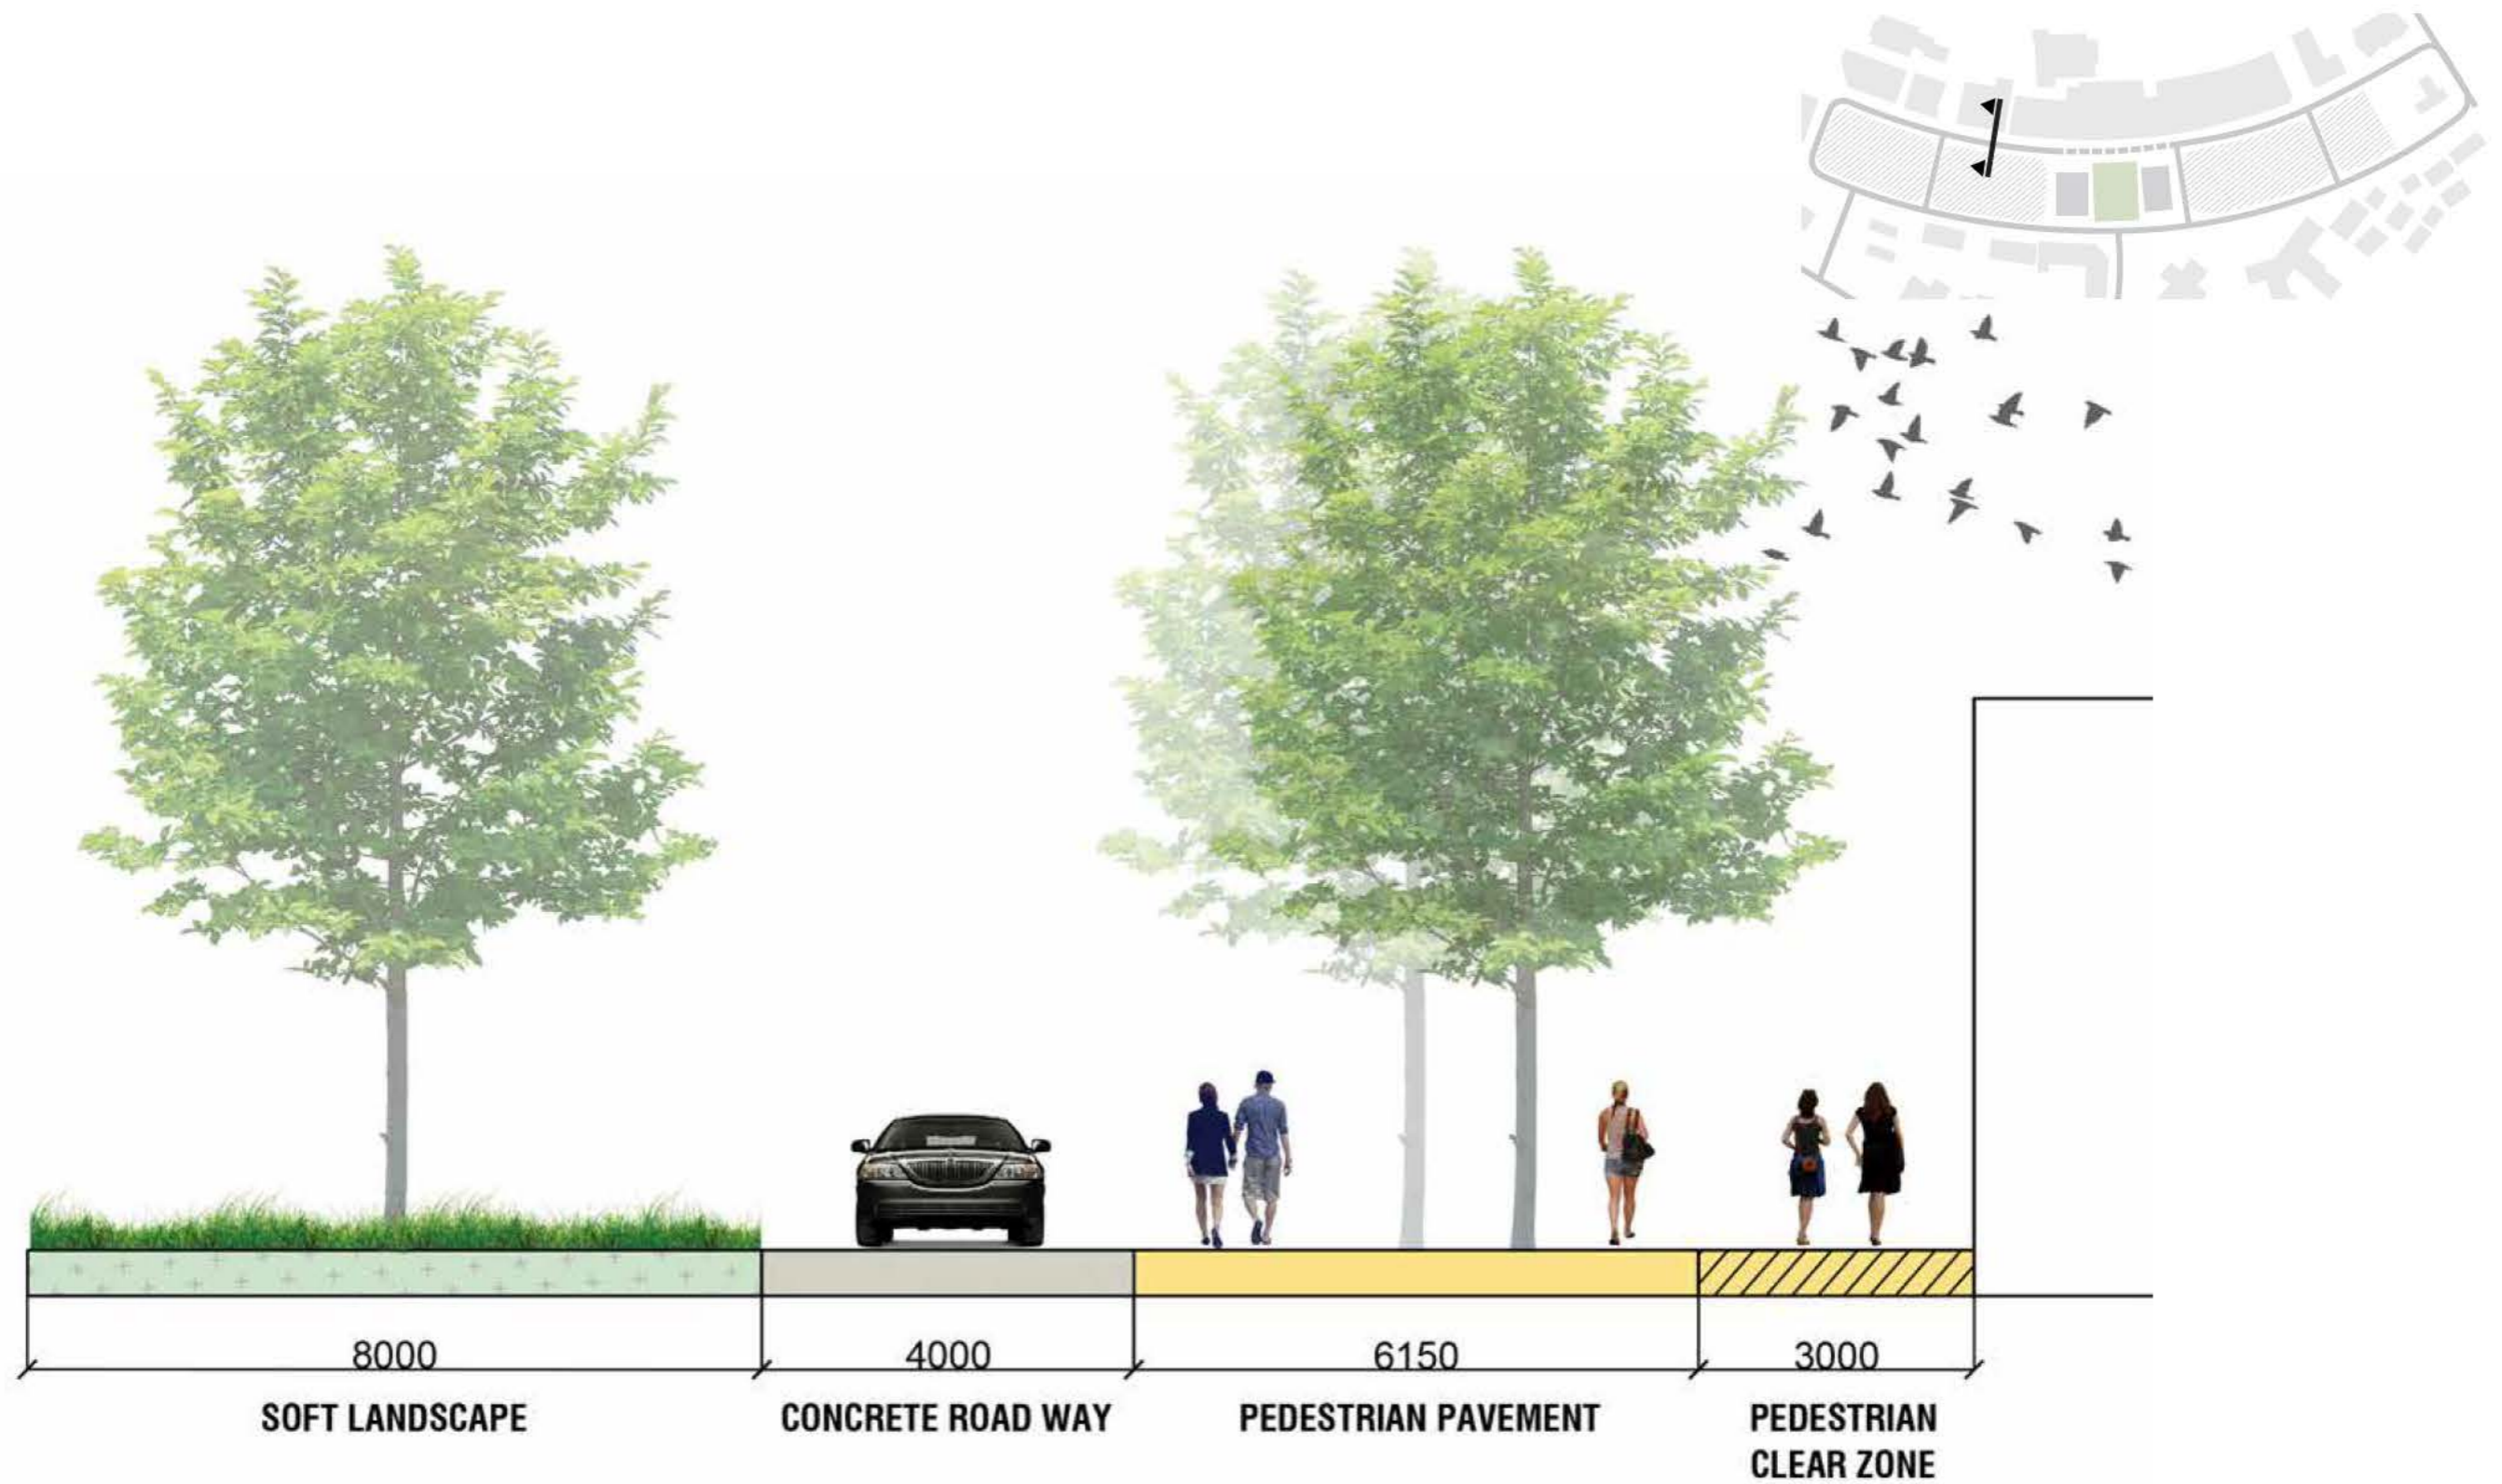 8000
4000
6150
3000
SOFT LANDSCAPE
CONCRETE ROAD WAY
PEDESTRIAN PAVEMENT
PEDESTRIAN
CLEAR ZONE